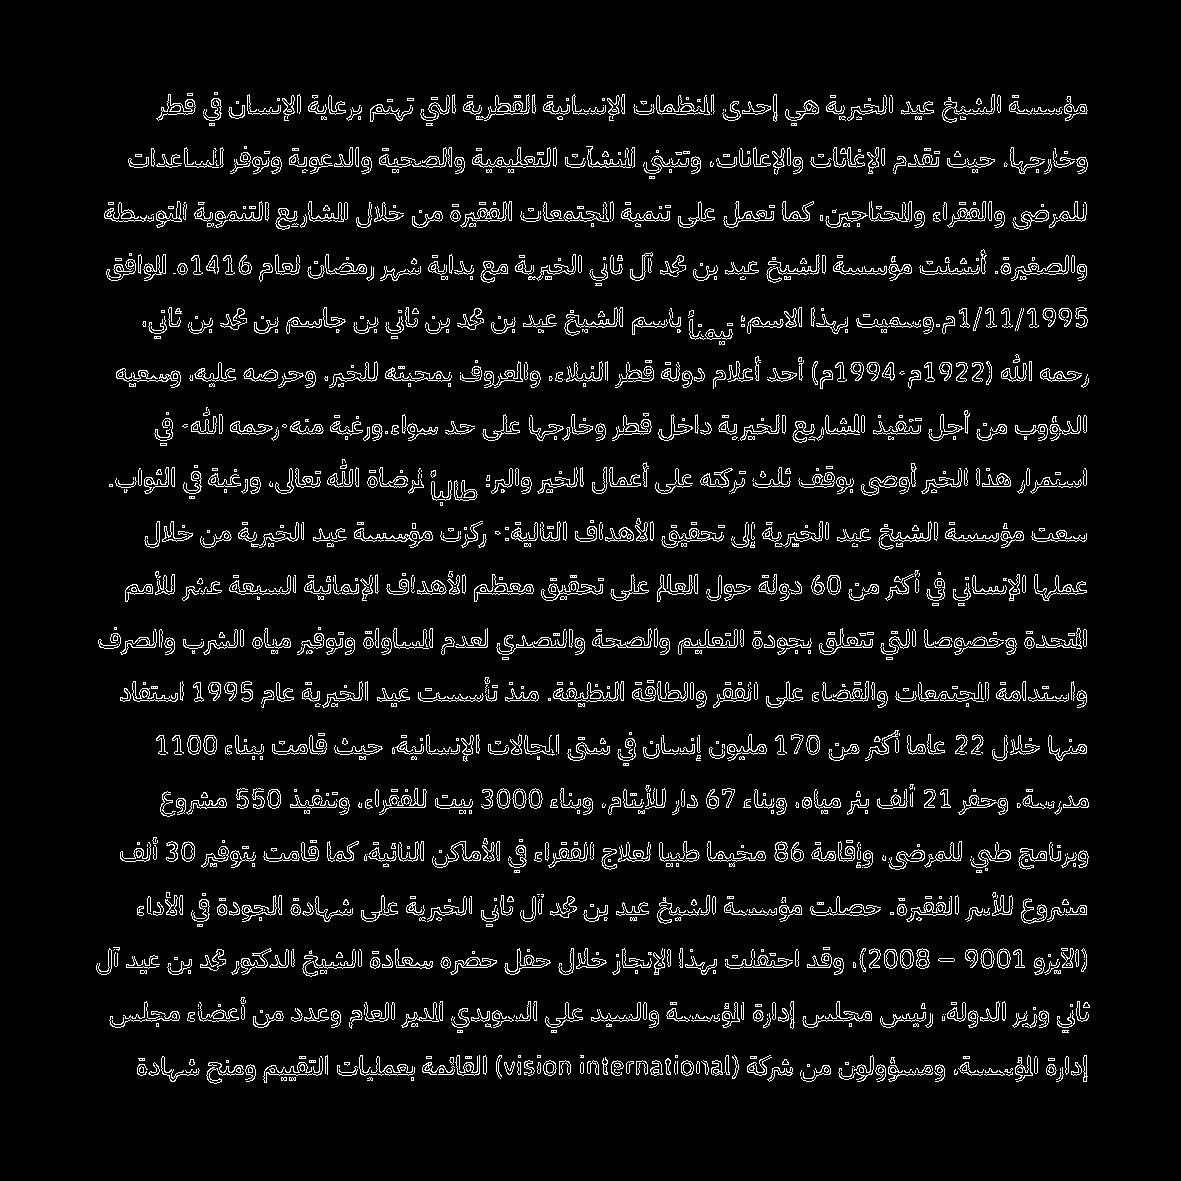 مؤسسة الشيخ عيد الخيرية هي إحدى المنظمات الإنسانية القطرية التي تهتم برعاية الإنسان في قطر
وخارجها. حيث تقدم الإغاثات والإعانات، وتتبنى المنشآت التعليمية والصحية والدعوية وتوفر المساعدات
للمرضى والفقراء والمحتاجين، كما تعمل على تنمية المجتمعات الفقيرة من خلال المشاريع التنموية المتوسطة
والصغيرة. أنشئت مؤسسة الشيخ عيد بن محمد آل ثاني الخيرية مع بداية شهر رمضان لعام 1416هـ الموافق
1/11/1995م.وسميت بهذا الاسم؛ تيمناً باسم الشيخ عيد بن محمد بن ثاني بن جاسم بن محمد بن ثاني،
رحمه الله (1922م-1994م) أحد أعلام دولة قطر النبلاء، والمعروف بمحبته للخير، وحرصه عليه، وسعيه
الدؤوب من أجل تنفيذ المشاريع الخيرية داخل قطر وخارجها على حد سواء.ورغبة منه-رحمه الله- في
استمرار هذا الخير أوصى بوقف ثلث تركته على أعمال الخير والبر؛ طالباً لمرضاة الله تعالى، ورغبة في الثواب.
سعت مؤسسة الشيخ عيد الخيرية إلى تحقيق الأهداف التالية:- ركزت مؤسسة عيد الخيرية من خلال
عملها الإنساني في أكثر من 60 دولة حول العالم على تحقيق معظم الأهداف الإنمائية السبعة عشر للأمم
المتحدة وخصوصا التي تتعلق بجودة التعليم والصحة والتصدي لعدم المساواة وتوفير مياه الشرب والصرف
واستدامة المجتمعات والقضاء على الفقر والطاقة النظيفة. منذ تأسست عيد الخيرية عام 1995 استفاد
منها خلال 22 عاما أكثر من 170 مليون إنسان في شتى المجالات الإنسانية، حيث قامت ببناء 1100
مدرسة، وحفر 21 ألف بئر مياه، وبناء 67 دار للأيتام، وبناء 3000 بيت للفقراء، وتنفيذ 550 مشروع
وبرنامج طبي للمرضى، وإقامة 86 مخيما طبيا لعلاج الفقراء في الأماكن النائية، كما قامت بتوفير 30 ألف
مشروع للأسر الفقيرة. حصلت مؤسسة الشيخ عيد بن محمد آل ثاني الخيرية على شهادة الجودة في الأداء
(الآيزو 9001 – 2008)، وقد احتفلت بهذا الإنجاز خلال حفل حضره سعادة الشيخ الدكتور محمد بن عيد آل
ثاني وزير الدولة، رئيس مجلس إدارة المؤسسة والسيد علي السويدي المدير العام وعدد من أعضاء مجلس
إدارة المؤسسة، ومسؤولون من شركة (vision international) القائمة بعمليات التقييم ومنح شهادة